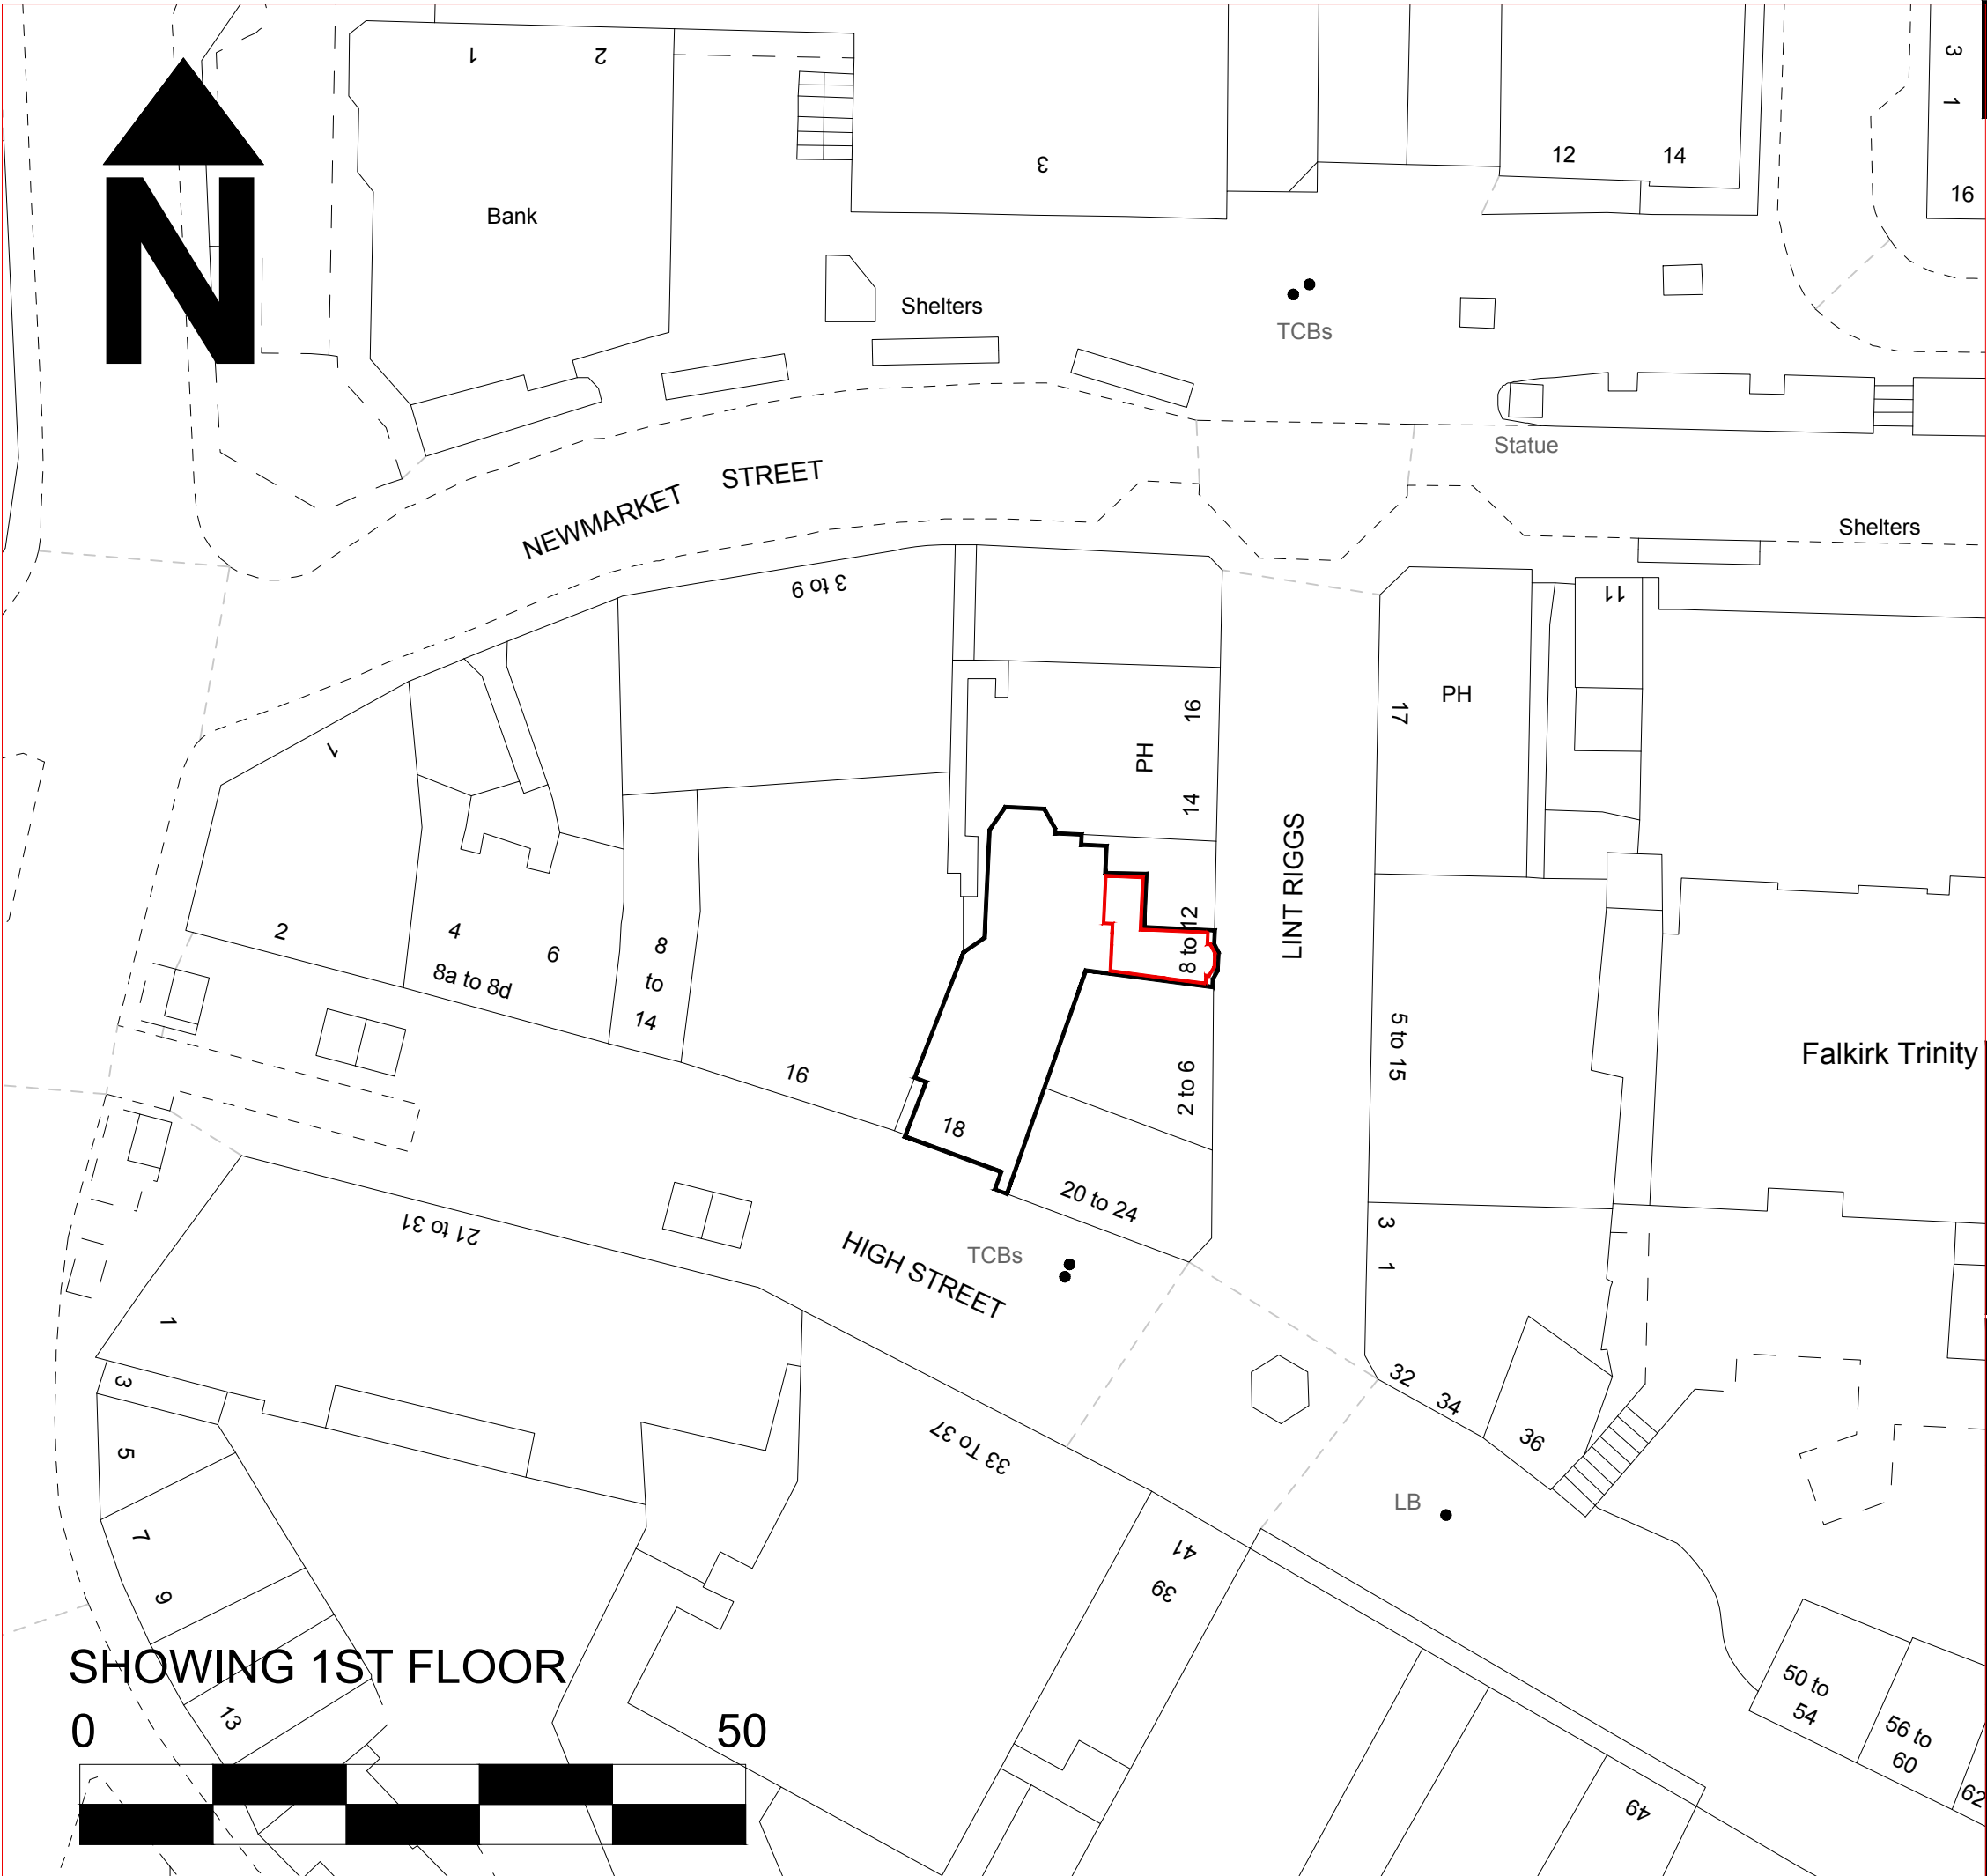 1
2
3
1
N
12
14
16
3
Bank
Shelters
TCBs
Statue
NEWMARKET STREET
Shelters
3 to 9
11
PH
17
16
PH
14
1
LINT RIGGS
8 to 12
2
4
6
8a to 8d
8
to
14
16
5 to 15
Falkirk Trinity
2 to 6
18
20 to 24
21 to 31
HIGH STREET
TCBs
3
1
1
3
32
34
36
33 To 37
5
LB
7
41
39
9
SHOWING 1ST FLOOR
50 to
54
56 to
60
13
0
50
62
49